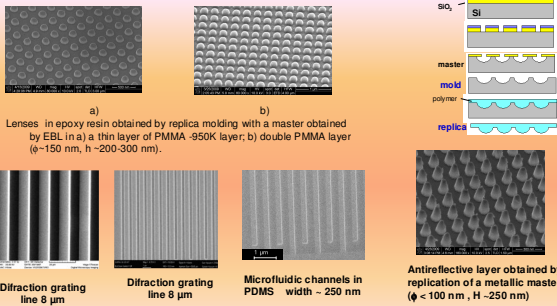 SiO₂
Si
master
mold
polymer
replica
a)
b)
Lenses in epoxy resin obtained by replica molding with a master obtained
by EBL in a) a thin layer of PMMA -950K layer; b) double PMMA layer
(ϕ~150 nm, h ~200-300 nm).
1 µm
Difraction grating
line 8 µm
Difraction grating
line 8 µm
Microfluidic channels in
PDMS width ~ 250 nm
Antireflective layer obtained by
replication of a metallic maste
(ϕ < 100 nm , H ~250 nm)